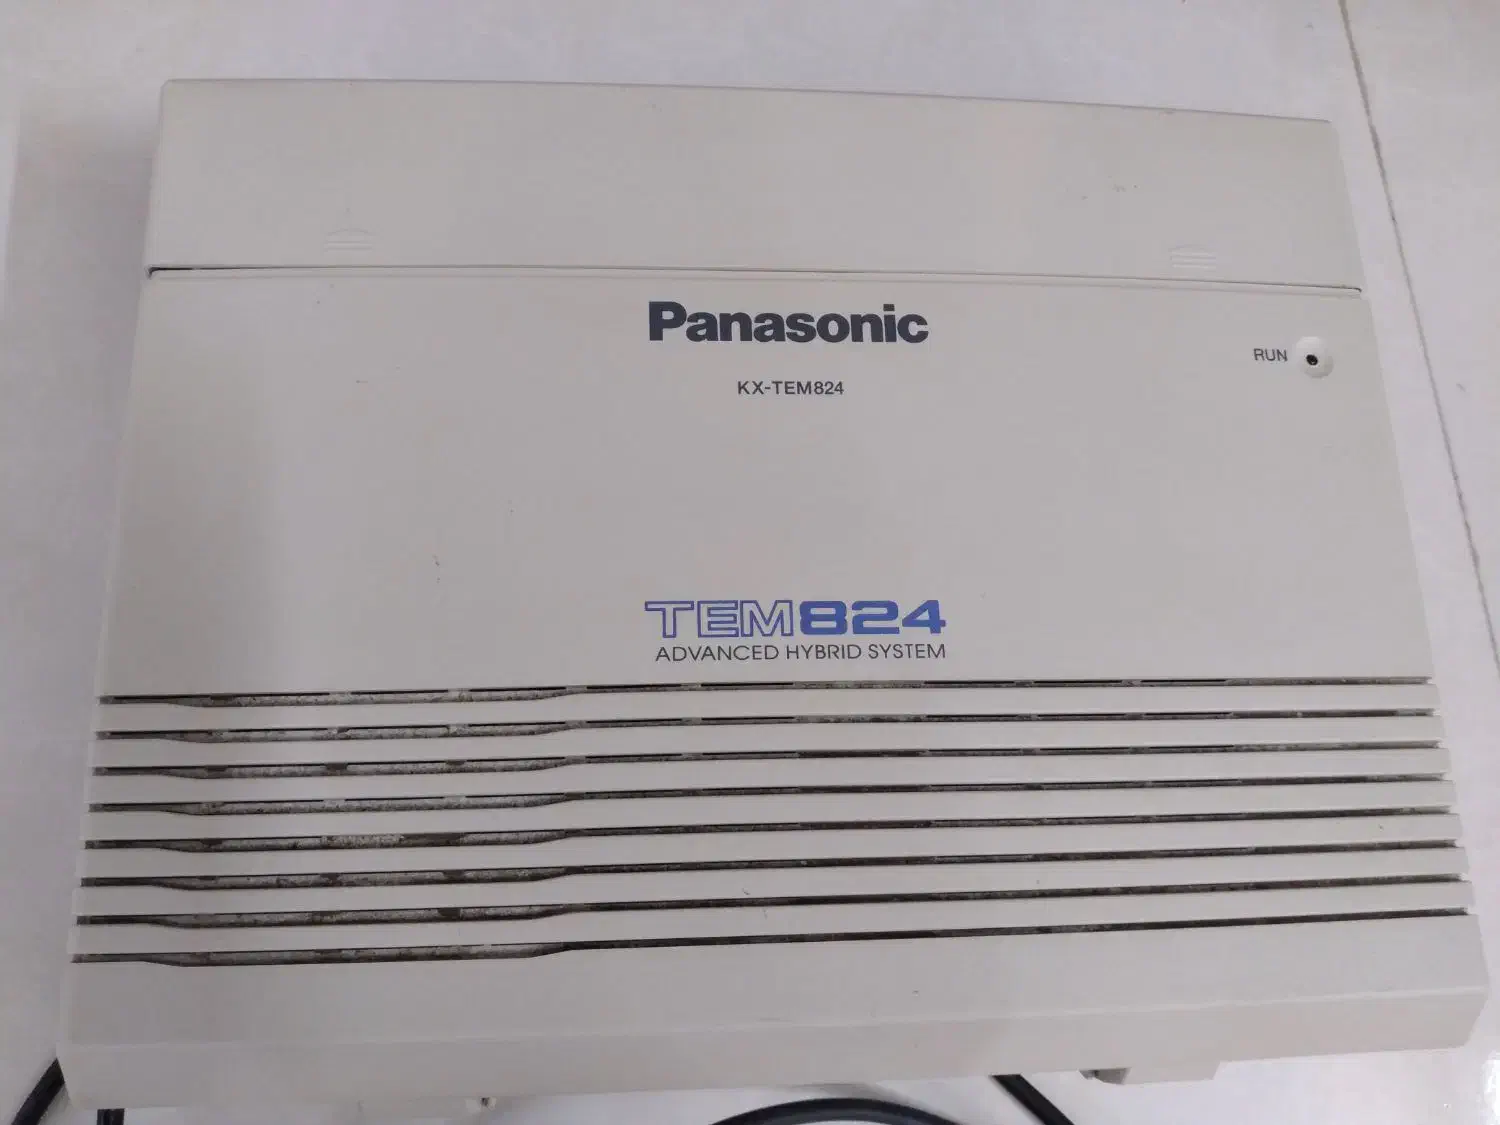 Panasonic
RUN
KX-TEM824
TEM824
ADVANCED HYBRID SYSTEM